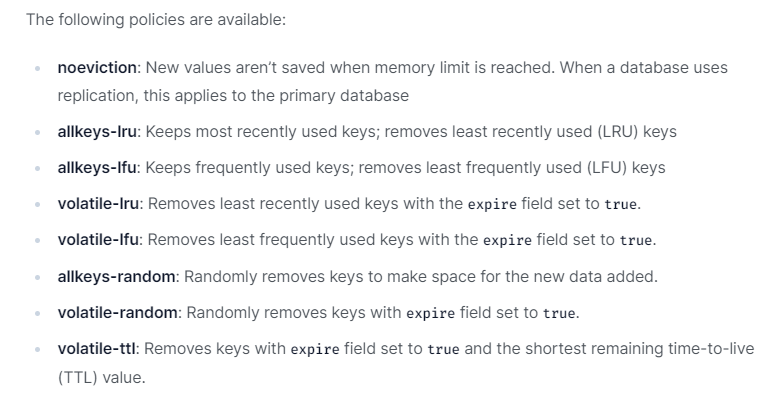 The following policies are available:
noeviction: New values aren’t saved when memory limit is reached. When a database uses
replication, this applies to the primary database
allkeys-lru: Keeps most recently used keys; removes least recently used (LRU) keys
allkeys-lfu: Keeps frequently used keys; removes least frequently used (LFU) keys
volatile-lru: Removes least recently used keys with the expire field set to true.
volatile-lfu: Removes least frequently used keys with the expire field set to true.
allkeys-random: Randomly removes keys to make space for the new data added.
volatile-random: Randomly removes keys with expire field set to true.
volatile-ttl: Removes keys with expire field set to true and the shortest remaining time-to-live
(TTL) value.